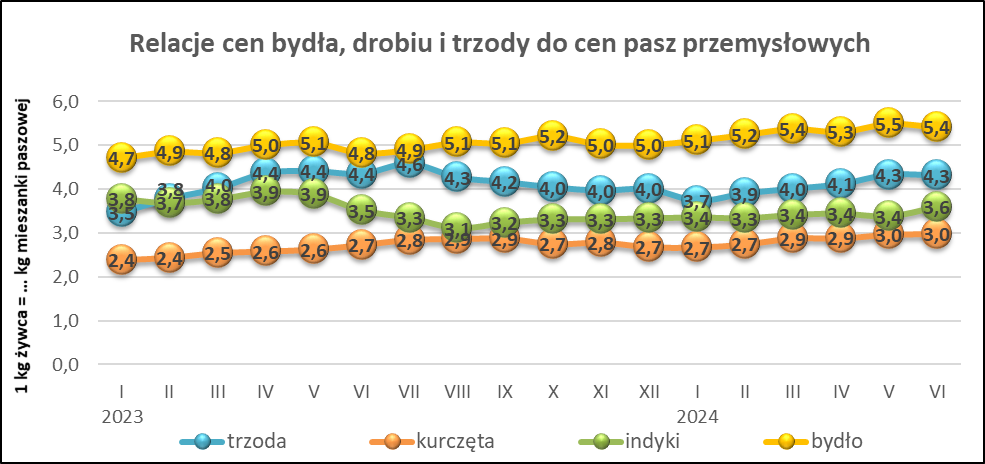 Relacje cen bydła, drobiu i trzody do cen pasz przemysłowych
1 kg żywca = ... kg mieszanki paszowej
6,0
5,0
4,0
3,0
2,0
1,0
0,0
4,7 4,9 4,8 5,0 5,1 4,8 4,9 5,1 5,1 5,2 5,0 5,0 5,1 5,2 5,4 5,3 5,5 5,4
3,5 3,8 4,0 4,4 4,4 4,4 4,6 4,3 4,2 4,0 4,0 4,0 3,7 3,9 4,0 4,1 4,3 4,3
3,8 3,7 3,8 3,9 3,9 3,5 3,3 3,1 3,2 3,3 3,3 3,3 3,4 3,3 3,4 3,4 3,4 3,6
2,4 2,4 2,5 2,6 2,6 2,7 2,8 2,9 2,9 2,7 2,8 2,7 2,7 2,7 2,9 2,9 3,0 3,0
I II III IV V VI VII VIII IX X XI XII I II III IV V VI
2023 2024
trzoda kurczęta indyki bydło